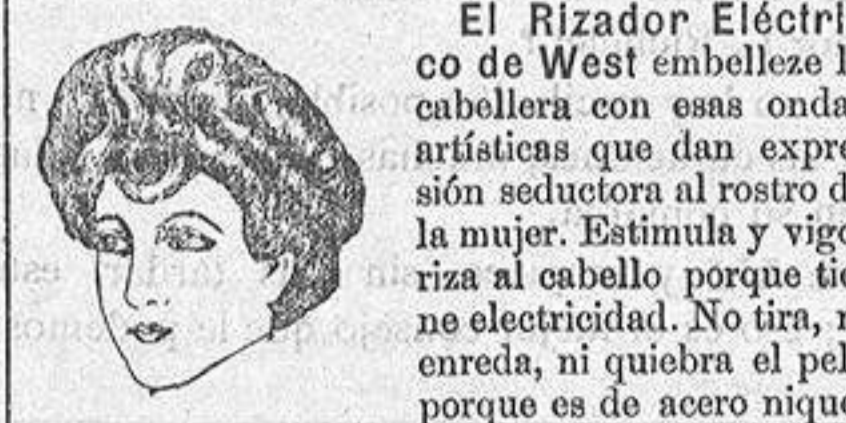 El Rizador Eléctri
co de West embelleze l
cabellera con esas onda
artísticas que dan expre
sión seductora al rostro d
la mujer. Estimula y vigo
riza al cabello porque tie
ne electricidad. No tira, n
enreda, ni quiebra el pel
porque es de acero nique